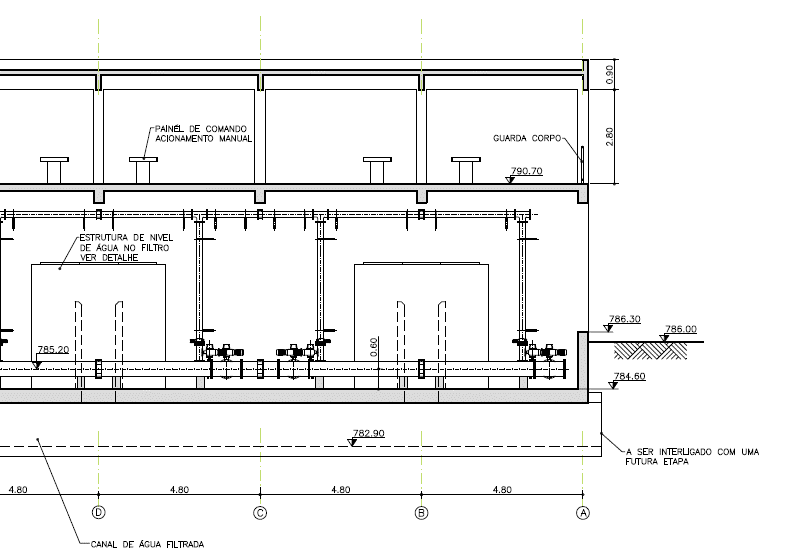 0.90
PAINÉL DE COMANDO
ACIONAMENTO MANUAL
GUARDA CORPO
2.80
790.70
ESTRUTURA DE NIVEL
DE ÁGUA NO FILTRO
VER DETALHE
786.30
786.00
785.20
0.60
784.60
782.90
A SER INTERLIGADO COM UMA
FUTURA ETAPA
4.80
4.80
4.80
4.80
D
C
B
A
CANAL DE ÁGUA FILTRADA